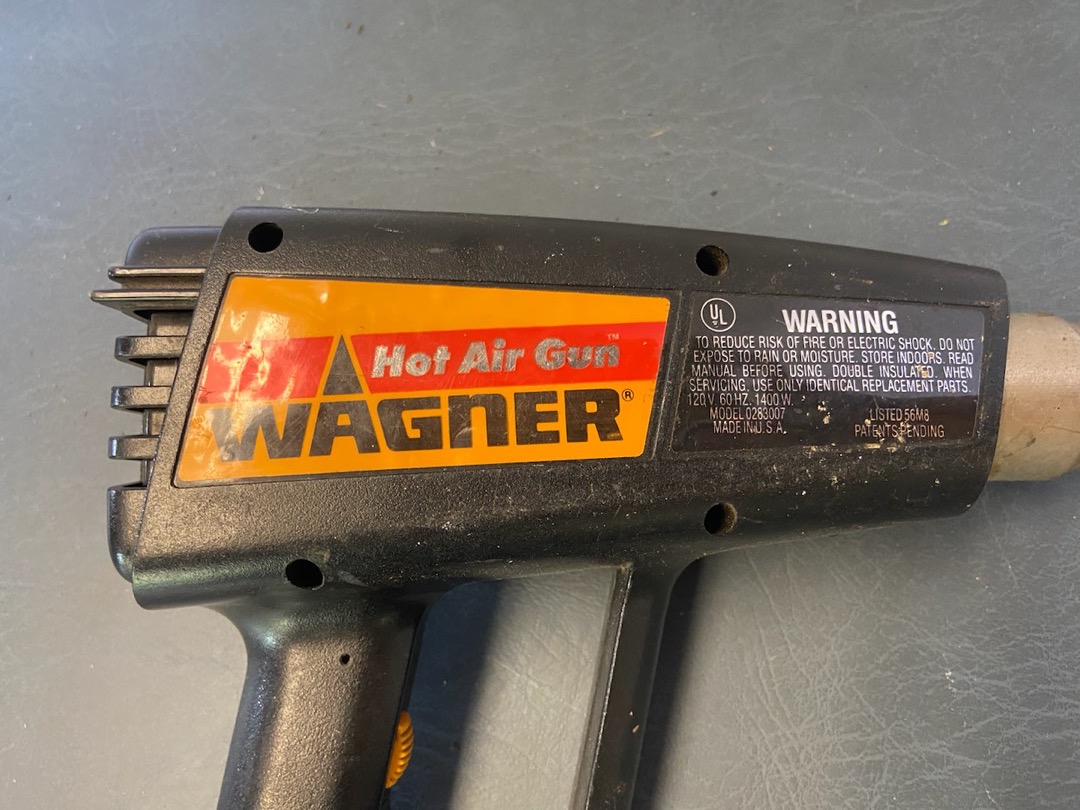 Hot Air Gun™
WAGNER®
UL
WARNING
TO REDUCE RISK OF FIRE OR ELECTRIC SHOCK. DO NOT
EXPOSE TO RAIN OR MOISTURE. STORE INDOORS. READ
MANUAL BEFORE USING. DOUBLE INSULATED. WHEN
SERVICING. USE ONLY IDENTICAL REPLACEMENT PARTS.
120 V. 60 HZ. 1400 W.
MODEL 0283007 LISTED 56M8
MADE IN U.S.A. PATENTS PENDING